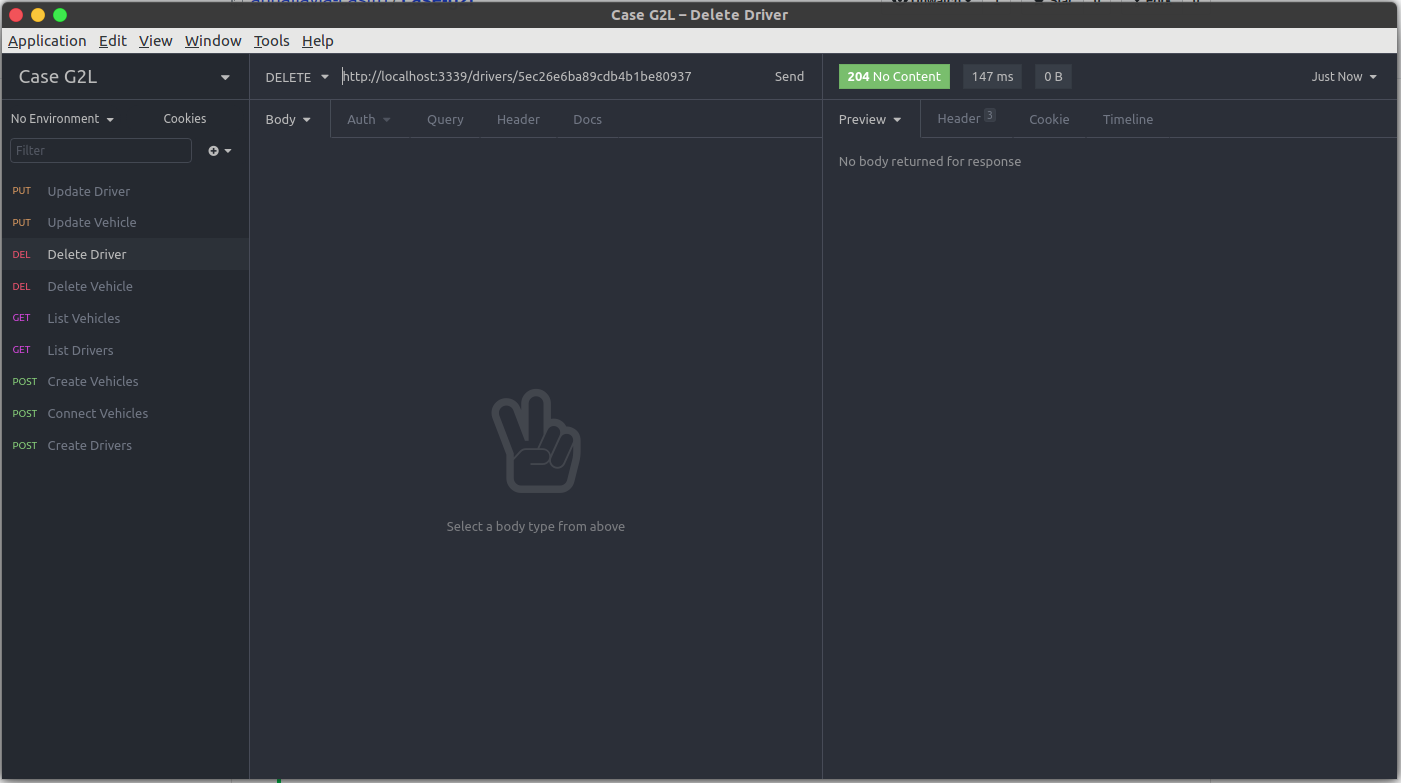 Case G2L – Delete Driver
Application Edit View Window Tools Help
Case G2L
DELETE http://localhost:3339/drivers/5ec26e6ba89cdb4b1be80937 Send
204 No Content 147 ms 0 B Just Now
No Environment Cookies
Body Auth Query Header Docs
Preview Header 3 Cookie Timeline
Filter
No body returned for response
PUT Update Driver
PUT Update Vehicle
DEL Delete Driver
DEL Delete Vehicle
GET List Vehicles
GET List Drivers
POST Create Vehicles
POST Connect Vehicles
POST Create Drivers
Select a body type from above